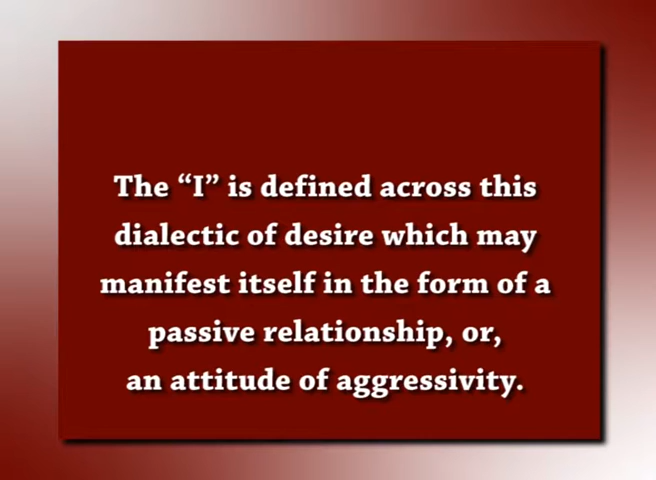 The “I” is defined across this
dialectic of desire which may
manifest itself in the form of a
passive relationship, or,
an attitude of aggressivity.